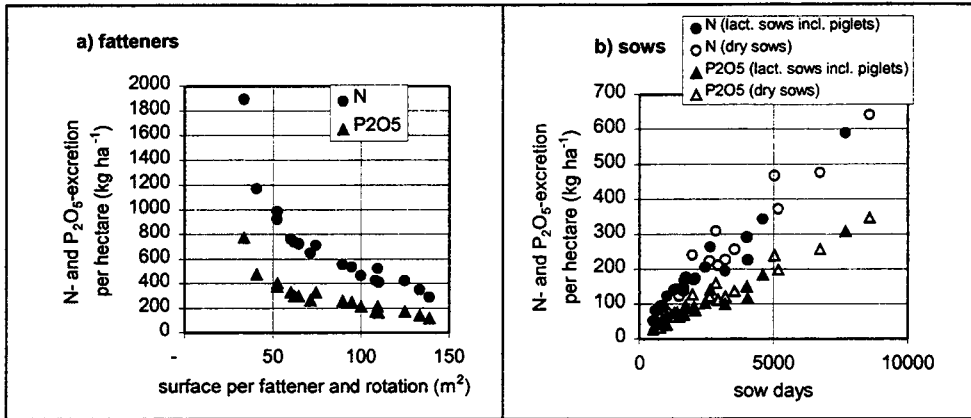 a) fatteners
N- and P₂O₅-excretion
per hectare (kg ha⁻¹)
2000
1800
1600
1400
1200
1000
800
600
400
200
0
N
P2O5
-
50
100
150
surface per fattener and rotation (m²)
b) sows
N (lact. sows incl. piglets)
N (dry sows)
P2O5 (lact. sows incl. piglets)
P2O5 (dry sows)
N- and P₂O₅-excretion
per hectare (kg ha⁻¹)
700
600
500
400
300
200
100
0
0
5000
10000
sow days